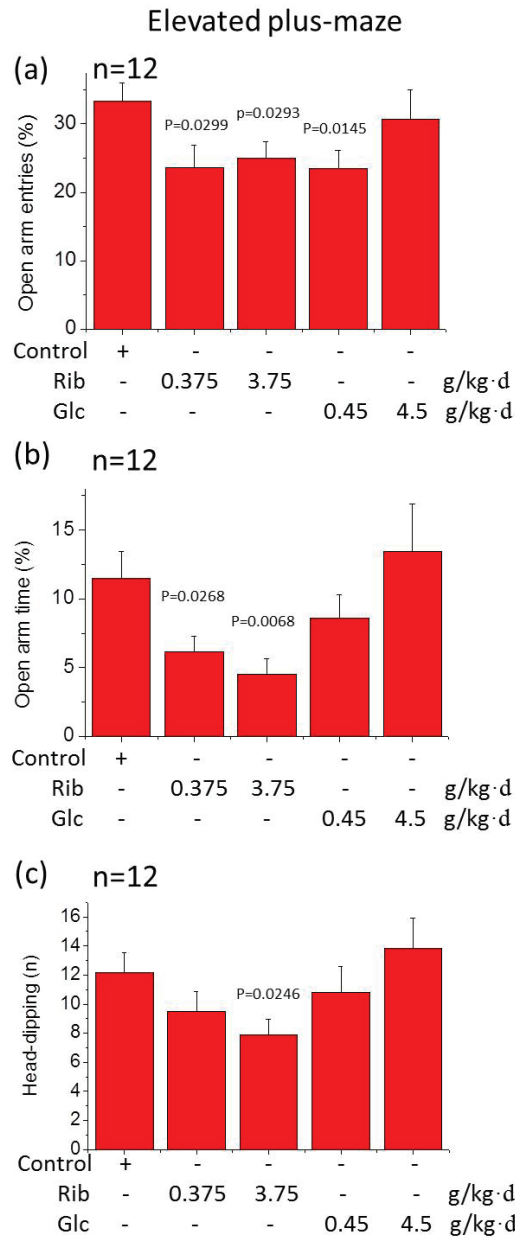 Elevated plus-maze
(a) n=12
Open arm entries (%)
30
20
10
0
P=0.0299 p=0.0293 P=0.0145
Control + - - - -
Rib - 0.375 3.75 - - g/kg·d
Glc - - - 0.45 4.5 g/kg·d
(b) n=12
Open arm time (%)
15
10
5
0
P=0.0268 P=0.0068
Control + - - - -
Rib - 0.375 3.75 - - g/kg·d
Glc - - - 0.45 4.5 g/kg·d
(c) n=12
Head-dipping (n)
16
14
12
10
8
6
4
2
0
P=0.0246
Control + - - - -
Rib - 0.375 3.75 - - g/kg·d
Glc - - - 0.45 4.5 g/kg·d